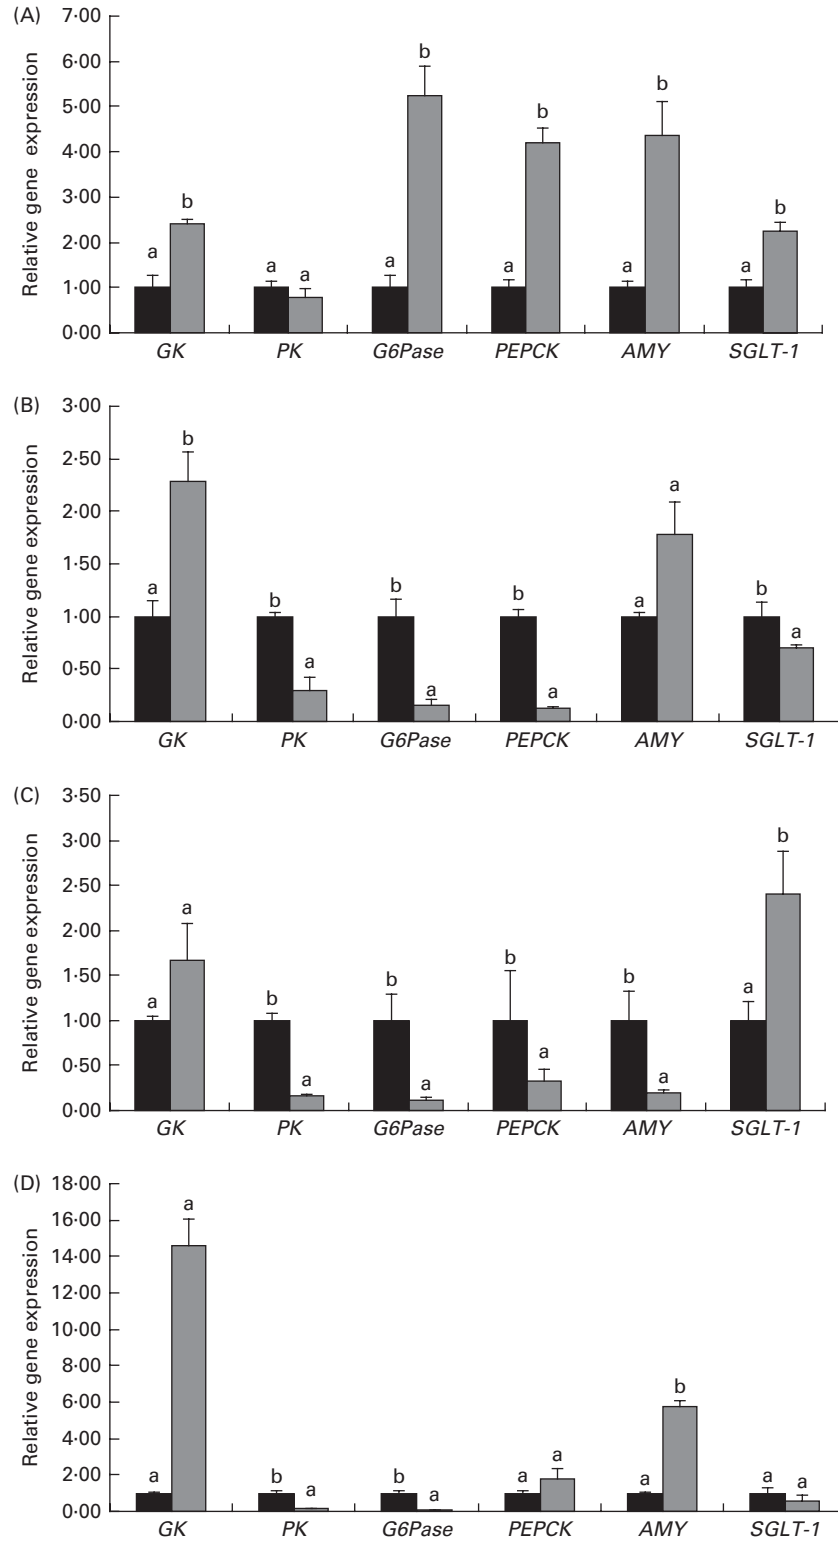 (A)
Relative gene expression
7·00
6·00
5·00
4·00
3·00
2·00
1·00
0·00
a b a a a b a b a b a b
GK PK G6Pase PEPCK AMY SGLT-1
(B)
Relative gene expression
3·00
2·50
2·00
1·50
1·00
0·50
0·00
a b b a b a b a a a b a
GK PK G6Pase PEPCK AMY SGLT-1
(C)
Relative gene expression
3·50
3·00
2·50
2·00
1·50
1·00
0·50
0·00
a a b a b a b a b a a b
GK PK G6Pase PEPCK AMY SGLT-1
(D)
Relative gene expression
18·00
16·00
14·00
12·00
10·00
8·00
6·00
4·00
2·00
0·00
a a b a b a a a a b a a
GK PK G6Pase PEPCK AMY SGLT-1